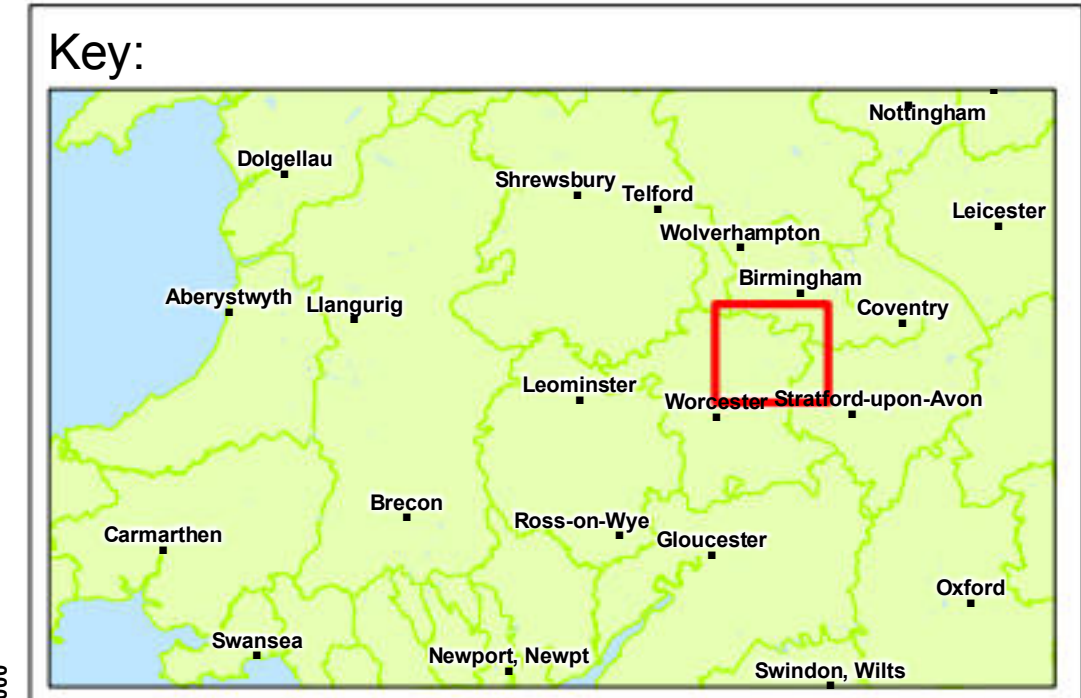 Key:
Nottingham
Dolgellau
Shrewsbury
Telford
Leicester
Wolverhampton
Birmingham
Aberystwyth
Llangurig
Coventry
Leominster
Worcester
Stratford-upon-Avon
Brecon
Ross-on-Wye
Carmarthen
Gloucester
Oxford
Swansea
Newport, Newpt
Swindon, Wilts